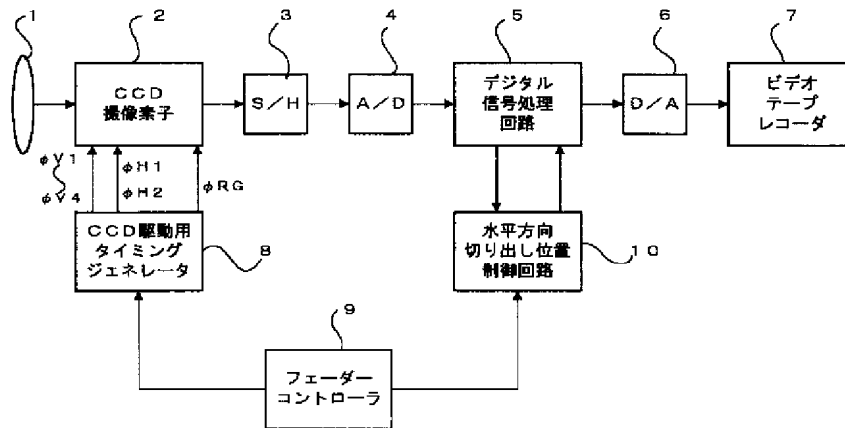 1
2
3
4
5
6
7
CCD
撮像素子
S/H
A/D
デジタル
信号処理
回路
D/A
ビデオ
テープ
レコーダ
φV1
φV4
φH1
φH2
φRG
CCD駆動用
タイミング
ジェネレータ
8
水平方向
切り出し位置
制御回路
10
9
フェーダー
コントローラ